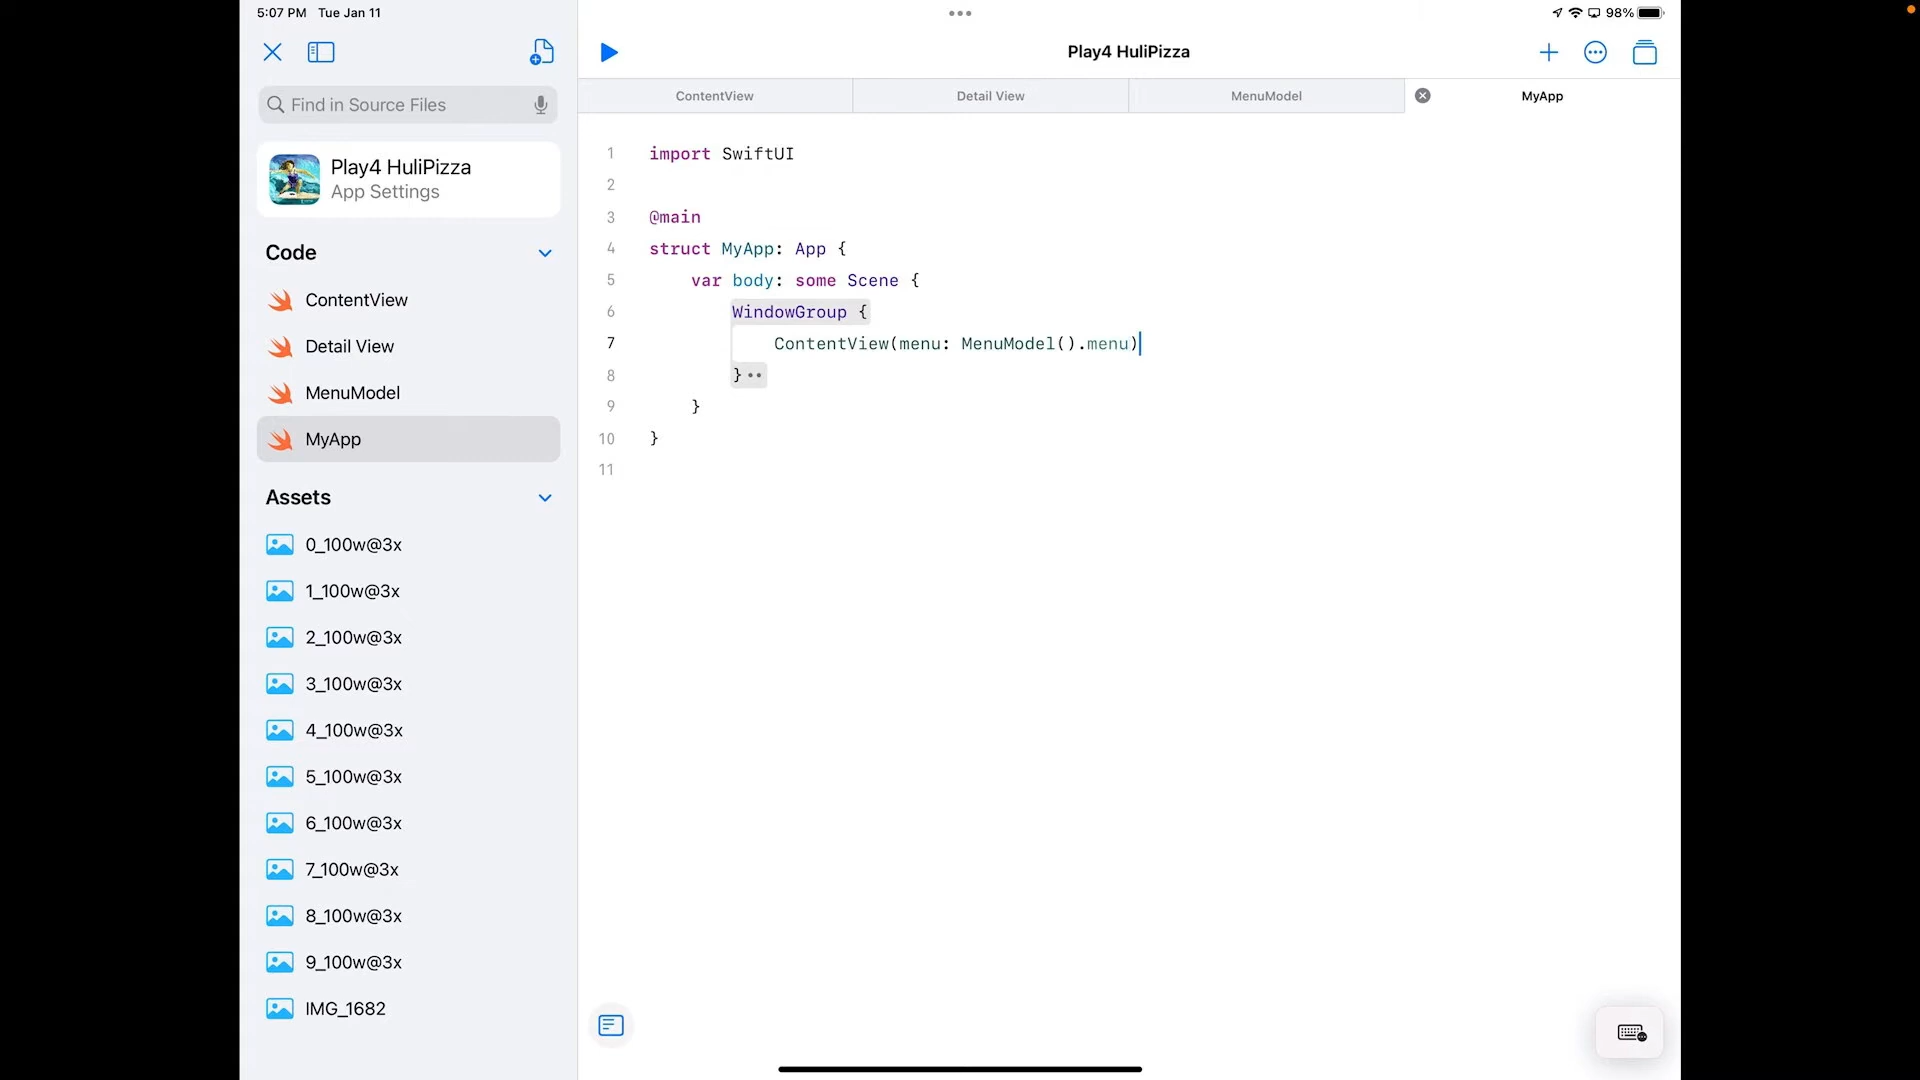 5:07 PM Tue Jan 11
98%
Play4 HuliPizza
Find in Source Files
Play4 HuliPizza
App Settings
Code
ContentView
Detail View
MenuModel
MyApp
Assets
0_100w@3x
1_100w@3x
2_100w@3x
3_100w@3x
4_100w@3x
5_100w@3x
6_100w@3x
7_100w@3x
8_100w@3x
9_100w@3x
IMG_1682
ContentView Detail View MenuModel MyApp
1 import SwiftUI
2
3 @main
4 struct MyApp: App {
5 var body: some Scene {
6 WindowGroup {
7 ContentView(menu: MenuModel().menu)
8 }
9 }
10 }
11